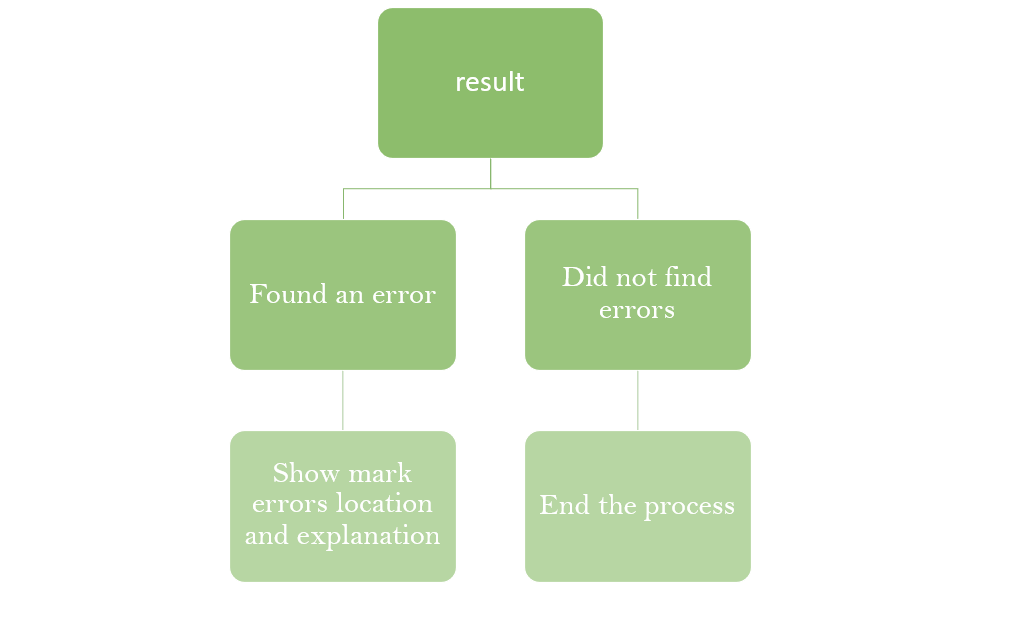 result
Found an error
Did not find
errors
Show mark
errors location
and explanation
End the process